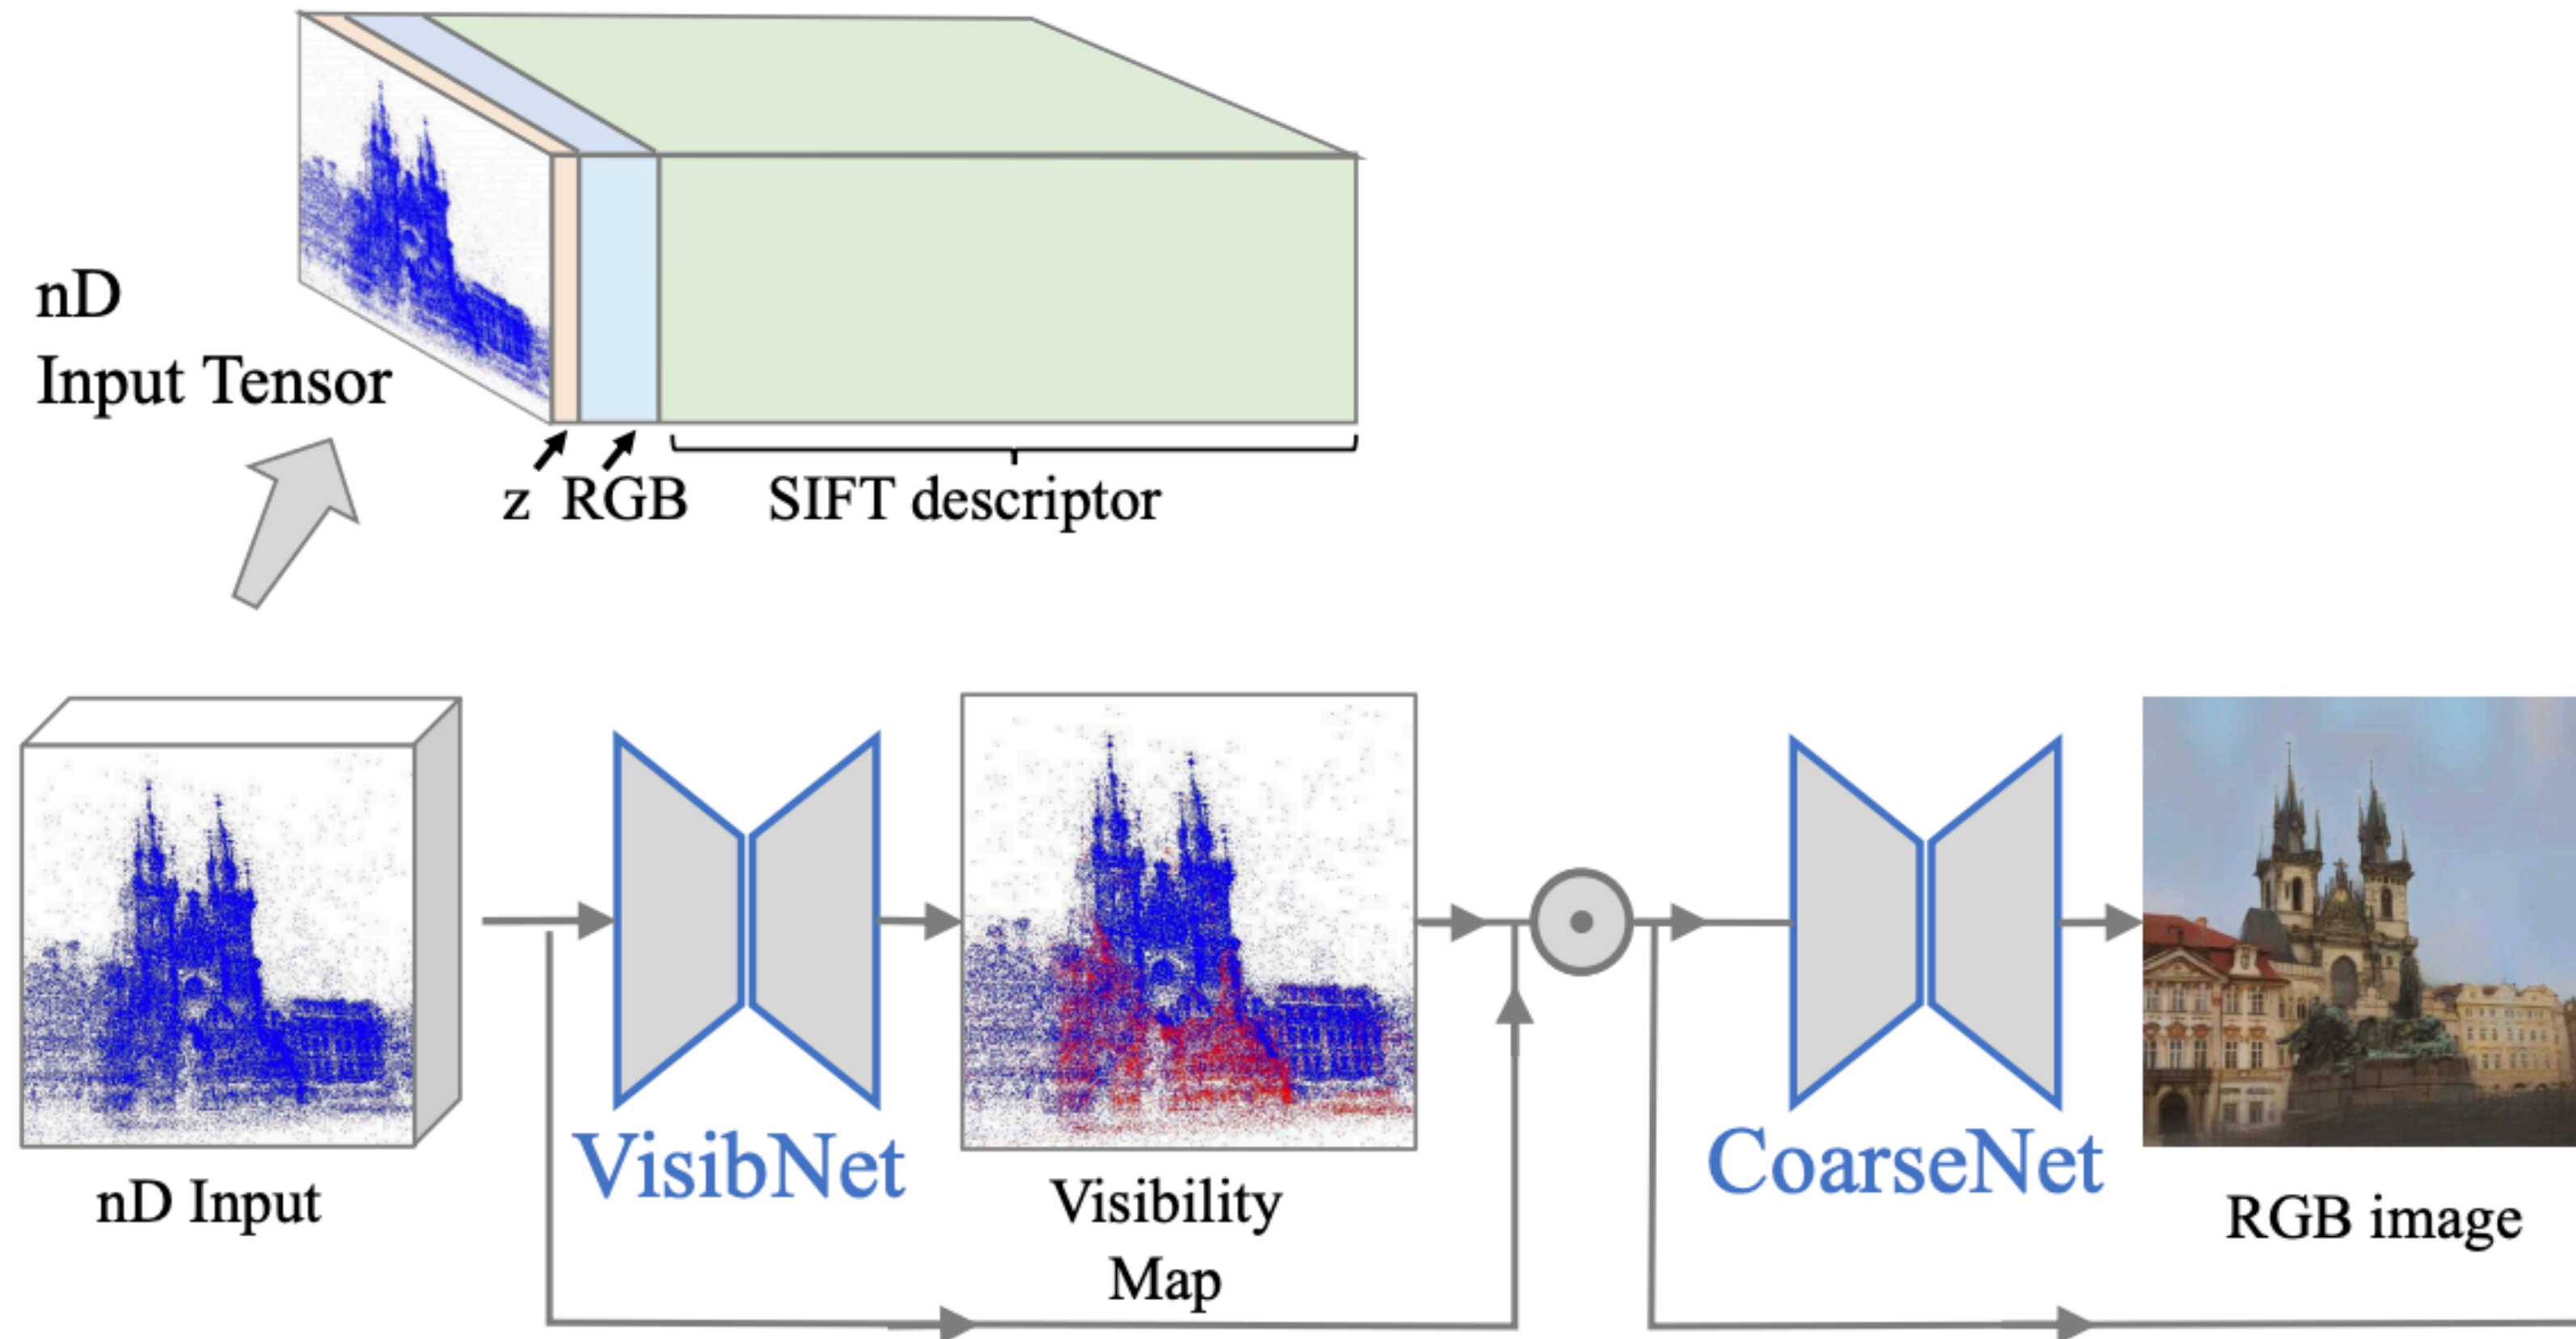 nD
Input Tensor
z RGB SIFT descriptor
nD Input
VisibNet
Visibility
Map
CoarseNet
RGB image